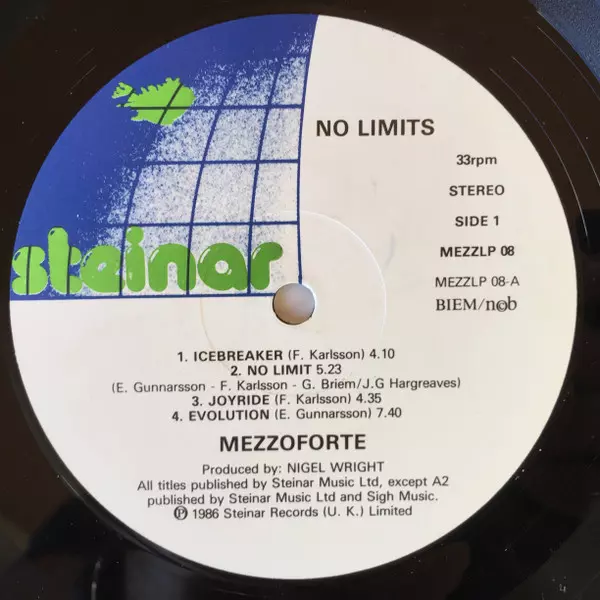 NO LIMITS
33rpm
STEREO
SIDE 1
MEZZLP 08
MEZZLP 08-A
BIEM/ncb
steinar
1. ICEBREAKER (F. Karlsson) 4.10
2. NO LIMIT 5.23
(E. Gunnarsson - F. Karlsson - G. Briem/J.G Hargreaves)
3. JOYRIDE (F. Karlsson) 4.35
4. EVOLUTION (E. Gunnarsson) 7.40
MEZZOFORTE
Produced by: NIGEL WRIGHT
All titles published by Steinar Music Ltd, except A2
published by Steinar Music Ltd and Sigh Music.
℗ 1986 Steinar Records (U. K.) Limited